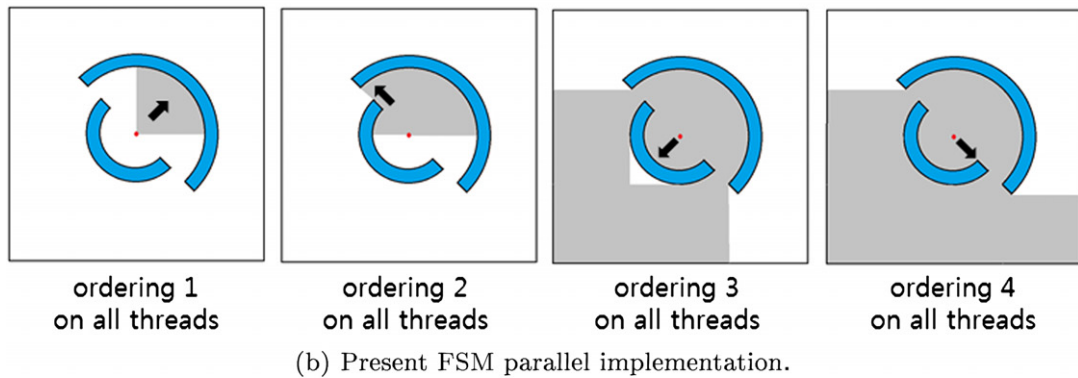 ordering 1
on all threads
ordering 2
on all threads
ordering 3
on all threads
ordering 4
on all threads
(b) Present FSM parallel implementation.